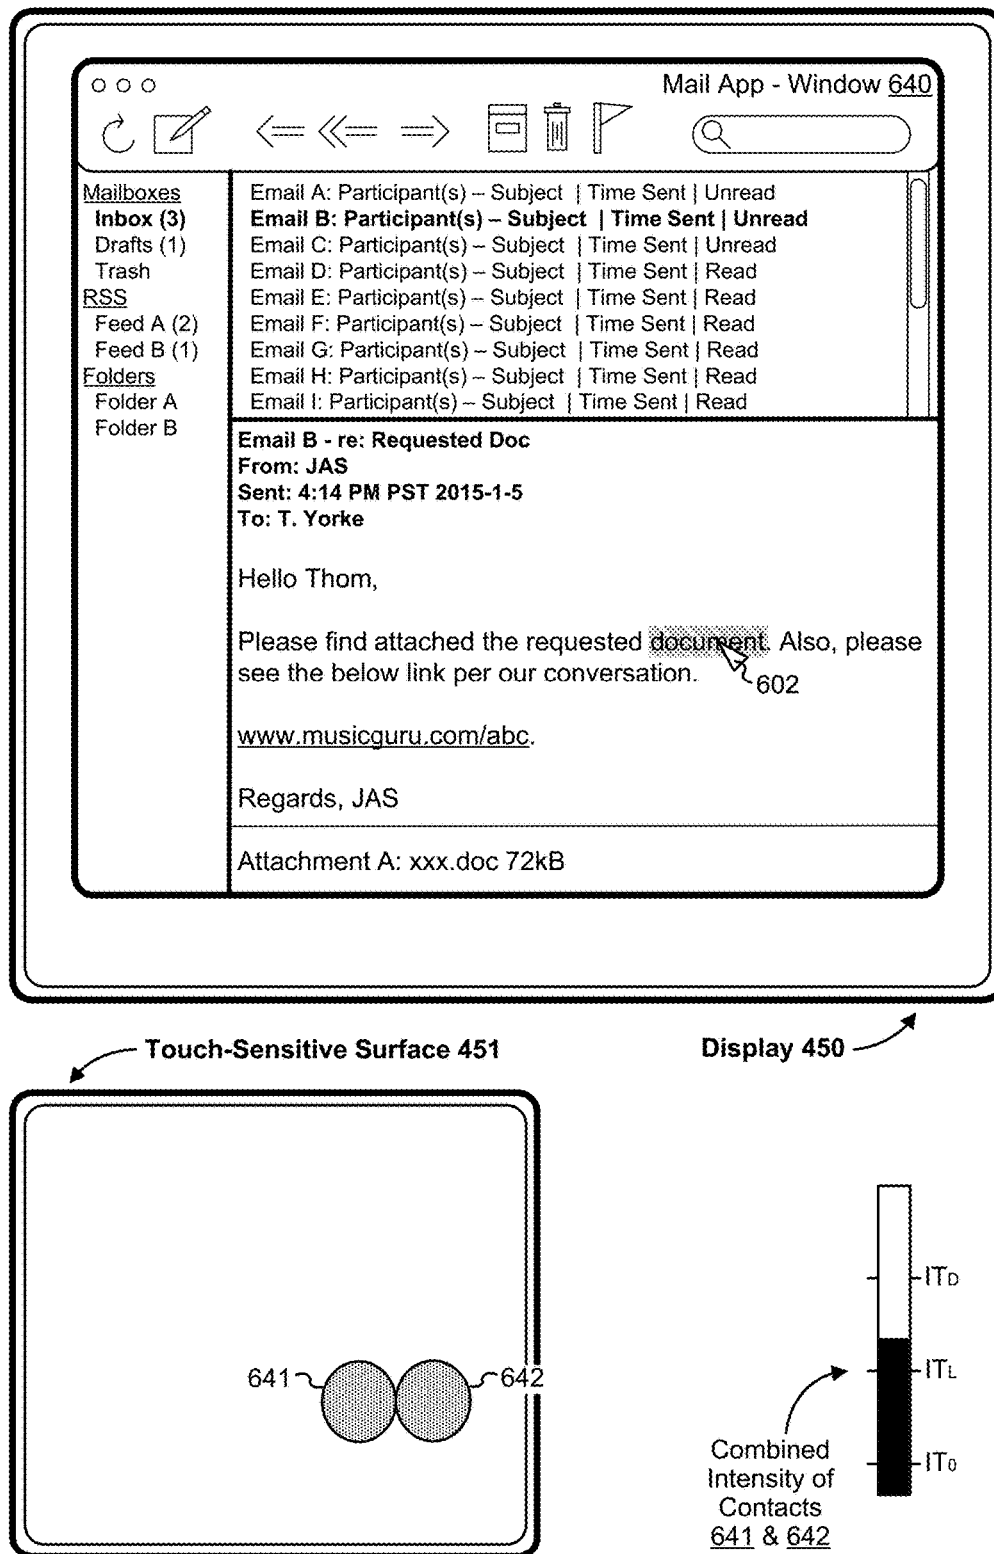 Mail App - Window 640
Mailboxes
Inbox (3)
Drafts (1)
Trash
RSS
Feed A (2)
Feed B (1)
Folders
Folder A
Folder B
Email A: Participant(s) – Subject | Time Sent | Unread
Email B: Participant(s) – Subject | Time Sent | Unread
Email C: Participant(s) – Subject | Time Sent | Unread
Email D: Participant(s) – Subject | Time Sent | Read
Email E: Participant(s) – Subject | Time Sent | Read
Email F: Participant(s) – Subject | Time Sent | Read
Email G: Participant(s) – Subject | Time Sent | Read
Email H: Participant(s) – Subject | Time Sent | Read
Email I: Participant(s) – Subject | Time Sent | Read
Email B - re: Requested Doc
From: JAS
Sent: 4:14 PM PST 2015-1-5
To: T. Yorke
Hello Thom,
Please find attached the requested document. Also, please
see the below link per our conversation.
602
www.musicguru.com/abc.
Regards, JAS
Attachment A: xxx.doc 72kB
Touch-Sensitive Surface 451
Display 450
641
642
ITD
ITL
IT0
Combined
Intensity of
Contacts
641 & 642